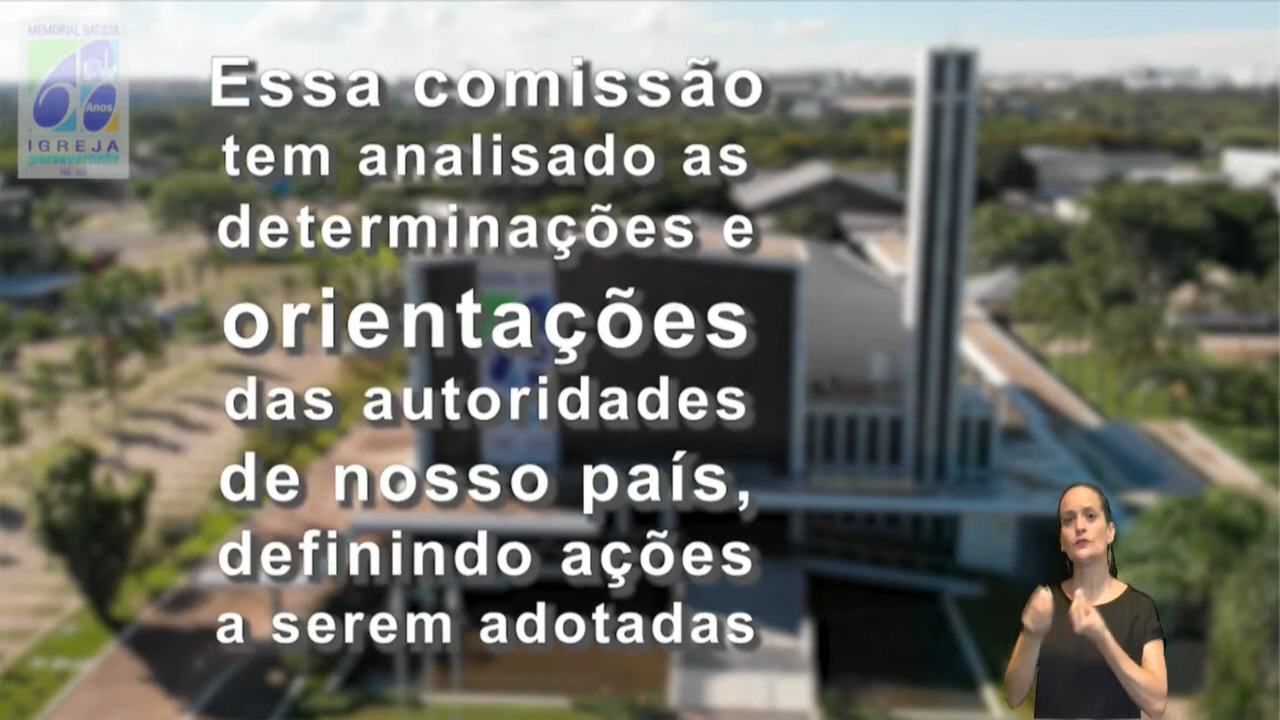 MEMORIAL BATISTA
60
Anos
IGREJA
perseverante
Essa comissão
tem analisado as
determinações e
orientações
das autoridades
de nosso país,
definindo ações
a serem adotadas